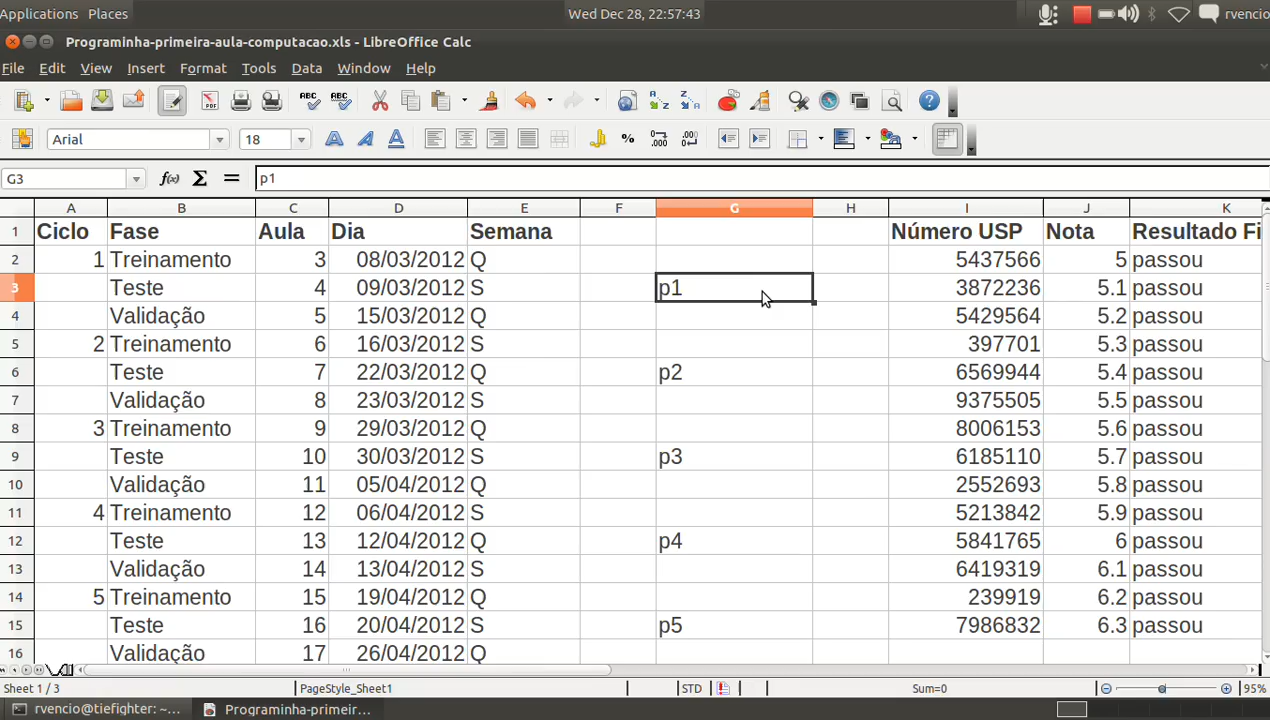 Applications Places Wed Dec 28, 22:57:43 rvencio
Programinha-primeira-aula-computacao.xls - LibreOffice Calc
File Edit View Insert Format Tools Data Window Help
ABC ABC PDF
Arial 18 % .000 .00
G3 f(x) Σ = p1
A B C D E F G H I J K
1 Ciclo Fase Aula Dia Semana Número USP Nota Resultado Fi
2 1 Treinamento 3 08/03/2012 Q 5437566 5 passou
3 Teste 4 09/03/2012 S p1 3872236 5.1 passou
4 Validação 5 15/03/2012 Q 5429564 5.2 passou
5 2 Treinamento 6 16/03/2012 S 397701 5.3 passou
6 Teste 7 22/03/2012 Q p2 6569944 5.4 passou
7 Validação 8 23/03/2012 S 9375505 5.5 passou
8 3 Treinamento 9 29/03/2012 Q 8006153 5.6 passou
9 Teste 10 30/03/2012 S p3 6185110 5.7 passou
10 Validação 11 05/04/2012 Q 2552693 5.8 passou
11 4 Treinamento 12 06/04/2012 S 5213842 5.9 passou
12 Teste 13 12/04/2012 Q p4 5841765 6 passou
13 Validação 14 13/04/2012 S 6419319 6.1 passou
14 5 Treinamento 15 19/04/2012 Q 239919 6.2 passou
15 Teste 16 20/04/2012 S p5 7986832 6.3 passou
16 Validação 17 26/04/2012 Q
Sheet 1 / 3 PageStyle_Sheet1 STD Sum=0 95%
rvencio@tiefighter: ~... Programinha-primeir...